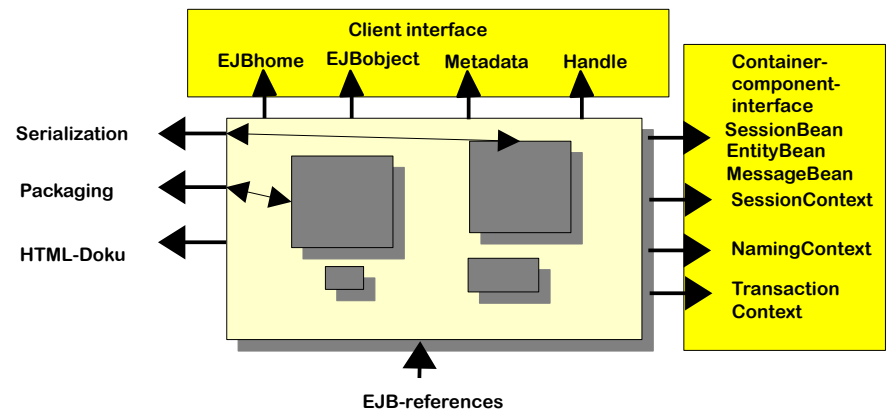 Client interface
EJBhome EJBobject Metadata Handle
Container-
component-
interface
SessionBean
EntityBean
MessageBean
SessionContext
NamingContext
Transaction
Context
Serialization
Packaging
HTML-Doku
EJB-references